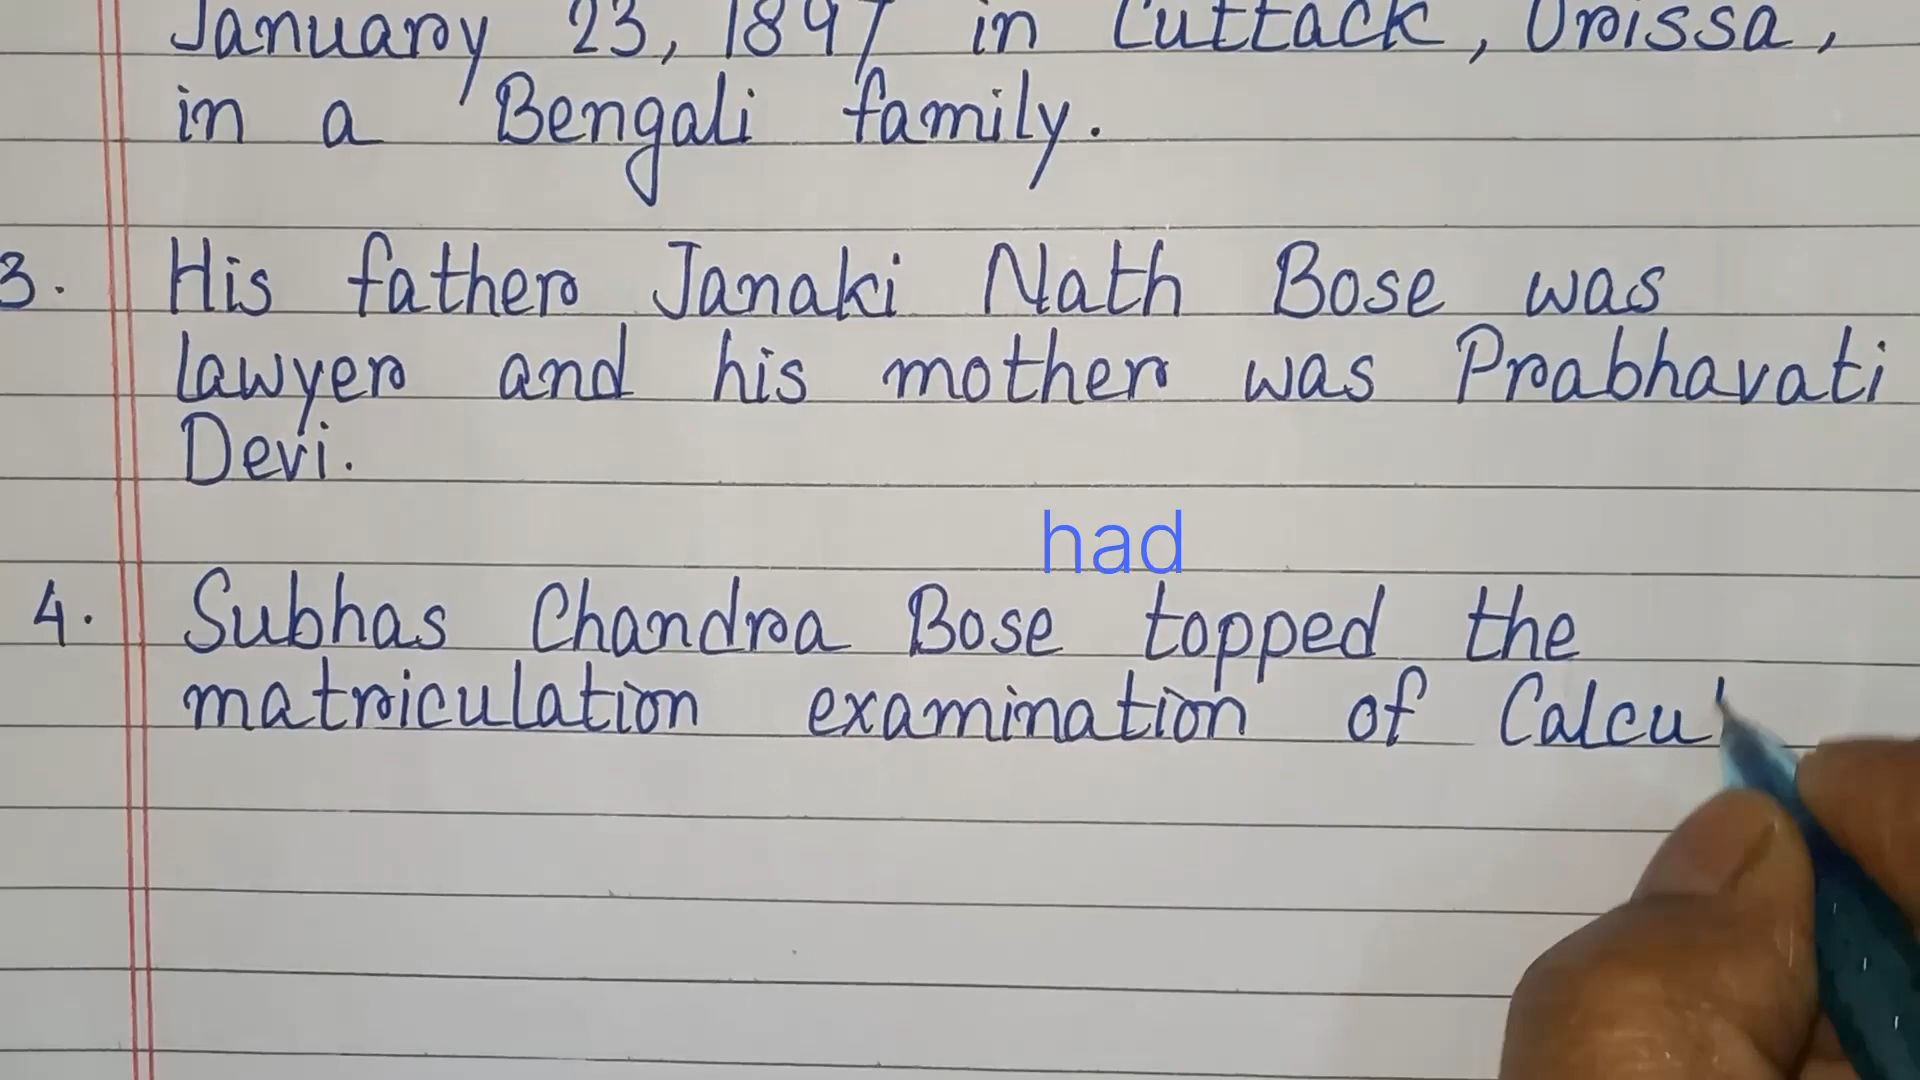 January 23, 1897 in Cuttack, Orissa,
in a Bengali family.
3. His father Janaki Nath Bose was
lawyer and his mother was Prabhavati
Devi.
had
4. Subhas Chandra Bose topped the
matriculation examination of Calcu